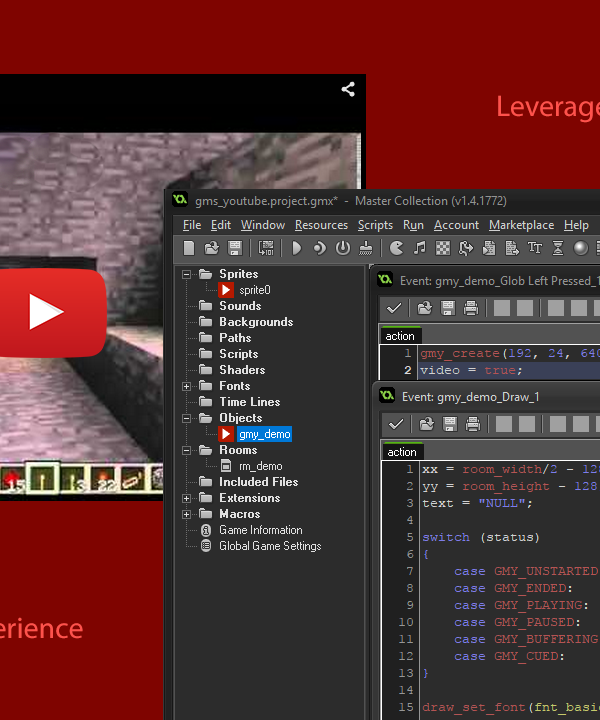 Leverage
gms_youtube.project.gmx* - Master Collection (v1.4.1772)
File Edit Window Resources Scripts Run Account Marketplace Help
Sprites
sprite0
Sounds
Backgrounds
Paths
Scripts
Shaders
Fonts
Time Lines
Objects
gmy_demo
Rooms
rm_demo
Included Files
Extensions
Macros
Game Information
Global Game Settings
Event: gmy_demo_Glob Left Pressed_1
action
1 gmy_create(192, 24, 640
2 video = true;
Event: gmy_demo_Draw_1
action
1 xx = room_width/2 - 128
2 yy = room_height - 128
3 text = "NULL";
4
5 switch (status)
6 {
7 case GMY_UNSTARTED
8 case GMY_ENDED:
9 case GMY_PLAYING:
10 case GMY_PAUSED:
11 case GMY_BUFFERING
12 case GMY_CUED:
13 }
14
15 draw_set_font(fnt_basi
15 3 22
erience